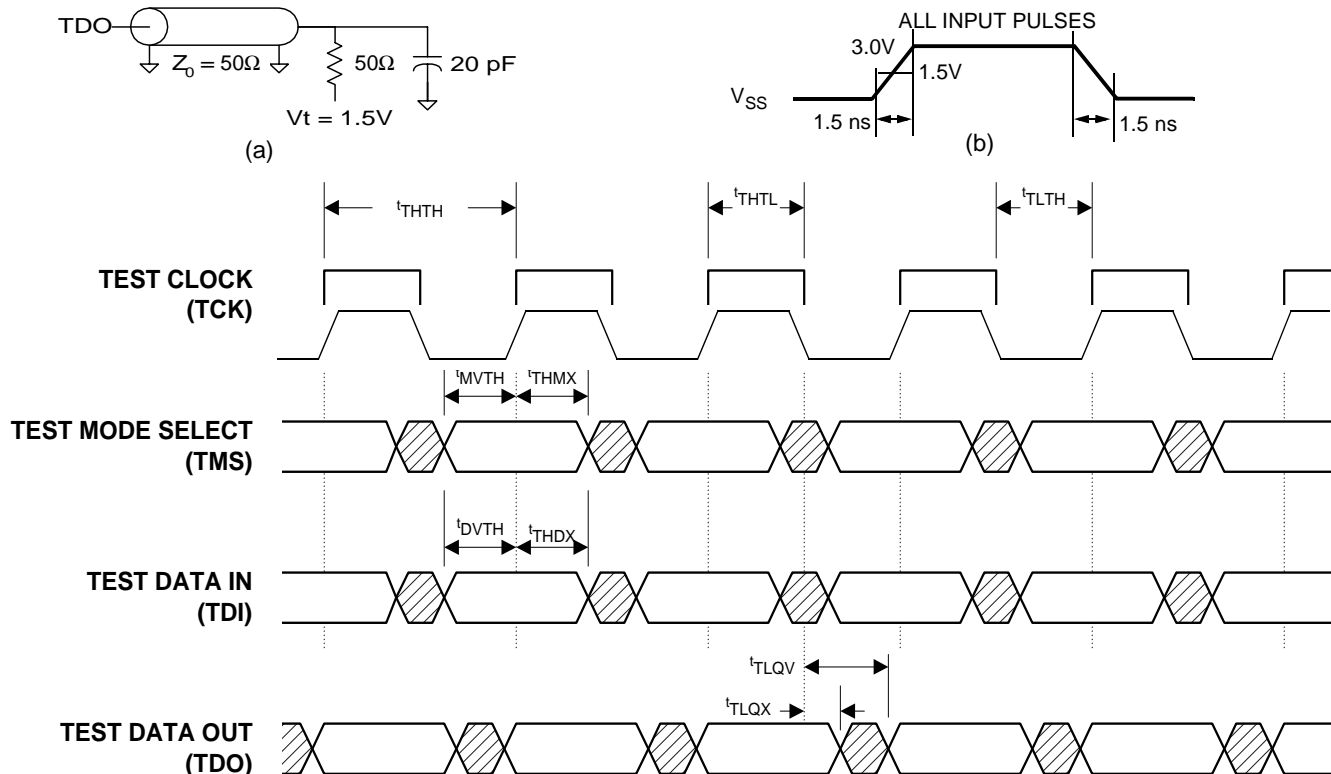 TDO
Z0 = 50Ω
50Ω
20 pF
Vt = 1.5V
(a)
ALL INPUT PULSES
3.0V
1.5V
VSS
1.5 ns
1.5 ns
(b)
tTHTH
tTHTL
tTLTH
TEST CLOCK
(TCK)
tMVTH
tTHMX
TEST MODE SELECT
(TMS)
tDVTH
tTHDX
TEST DATA IN
(TDI)
tTLQV
tTLQX
TEST DATA OUT
(TDO)